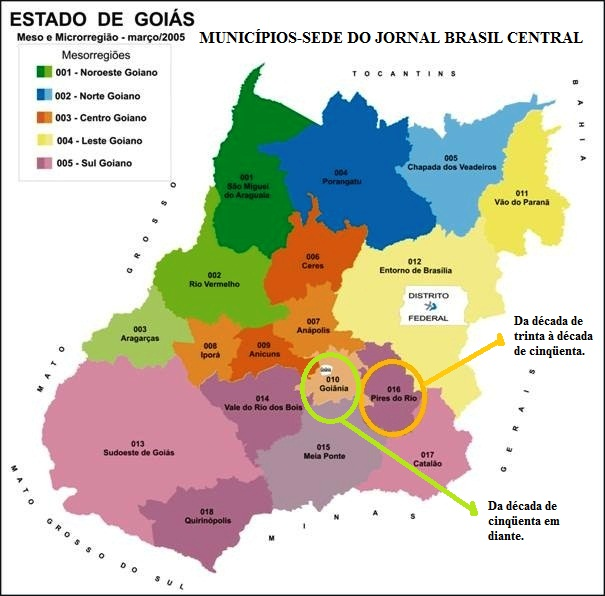 ESTADO DE GOIÁS
Meso e Microrregião - março/2005
MUNICÍPIOS-SEDE DO JORNAL BRASIL CENTRAL
Mesorregiões
001 - Noroeste Goiano
002 - Norte Goiano
003 - Centro Goiano
004 - Leste Goiano
005 - Sul Goiano
TOCANTINS
BAHIA
MATO GROSSO
001
São Miguel
do Araguaia
004
Porangatu
005
Chapada dos Veadeiros
011
Vão do Paranã
002
Rio Vermelho
006
Ceres
012
Entorno de Brasília
DISTRITO
FEDERAL
003
Aragarças
008
Iporá
009
Anicuns
007
Anápolis
Da década de
trinta à década
de cinqüenta.
010
Goiânia
016
Pires do Rio
014
Vale do Rio dos Bois
013
Sudoeste de Goiás
015
Meia Ponte
017
Catalão
018
Quirinópolis
Da década de
cinqüenta em
diante.
MINAS GERAIS
MATO GROSSO DO SUL